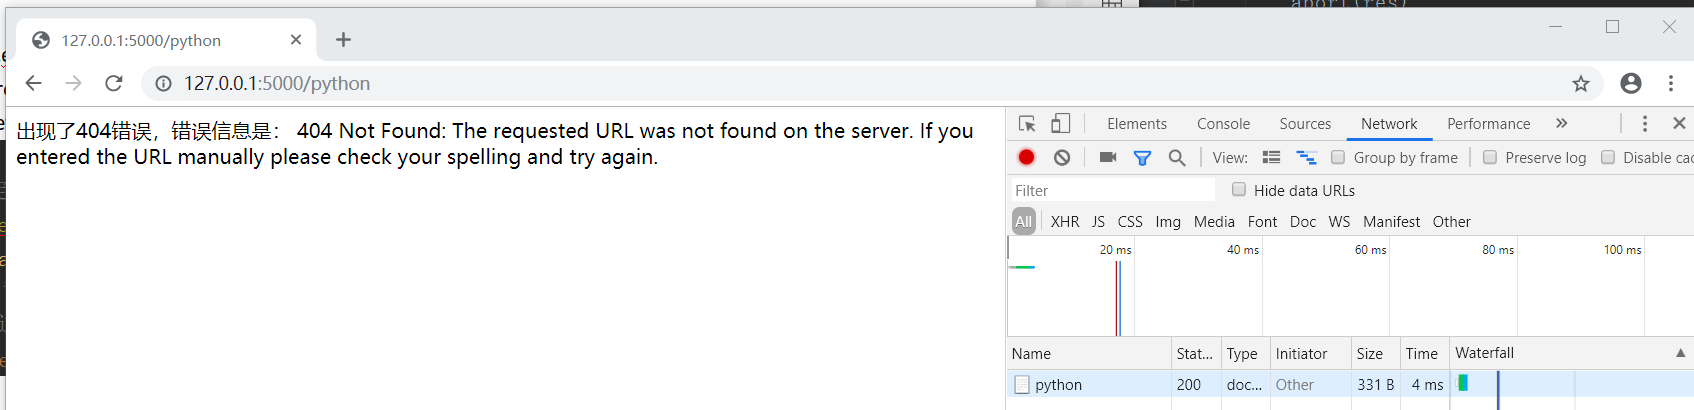 abort(res)
127.0.0.1:5000/python
127.0.0.1:5000/python
出现了404错误，错误信息是： 404 Not Found: The requested URL was not found on the server. If you
entered the URL manually please check your spelling and try again.
Elements Console Sources Network Performance
View: Group by frame Preserve log Disable cac
Filter Hide data URLs
All XHR JS CSS Img Media Font Doc WS Manifest Other
20 ms 40 ms 60 ms 80 ms 100 ms
Name Stat... Type Initiator Size Time Waterfall
python 200 doc... Other 331 B 4 ms